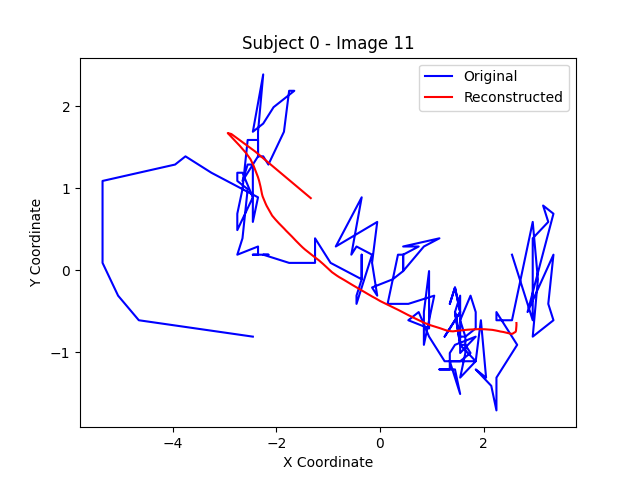 Subject 0 - Image 11
Original
Reconstructed
Y Coordinate
2
1
0
−1
−4
−2
0
2
X Coordinate